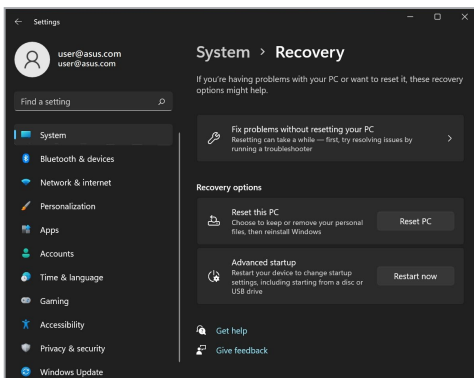 Settings
user@asus.com
user@asus.com
Find a setting
System
Bluetooth & devices
Network & internet
Personalization
Apps
Accounts
Time & language
Gaming
Accessibility
Privacy & security
Windows Update
System > Recovery
If you're having problems with your PC or want to reset it, these recovery
options might help.
Fix problems without resetting your PC
Resetting can take a while — first, try resolving issues by
running a troubleshooter
Recovery options
Reset this PC
Choose to keep or remove your personal
files, then reinstall Windows
Reset PC
Advanced startup
Restart your device to change startup
settings, including starting from a disc or
USB drive
Restart now
Get help
Give feedback